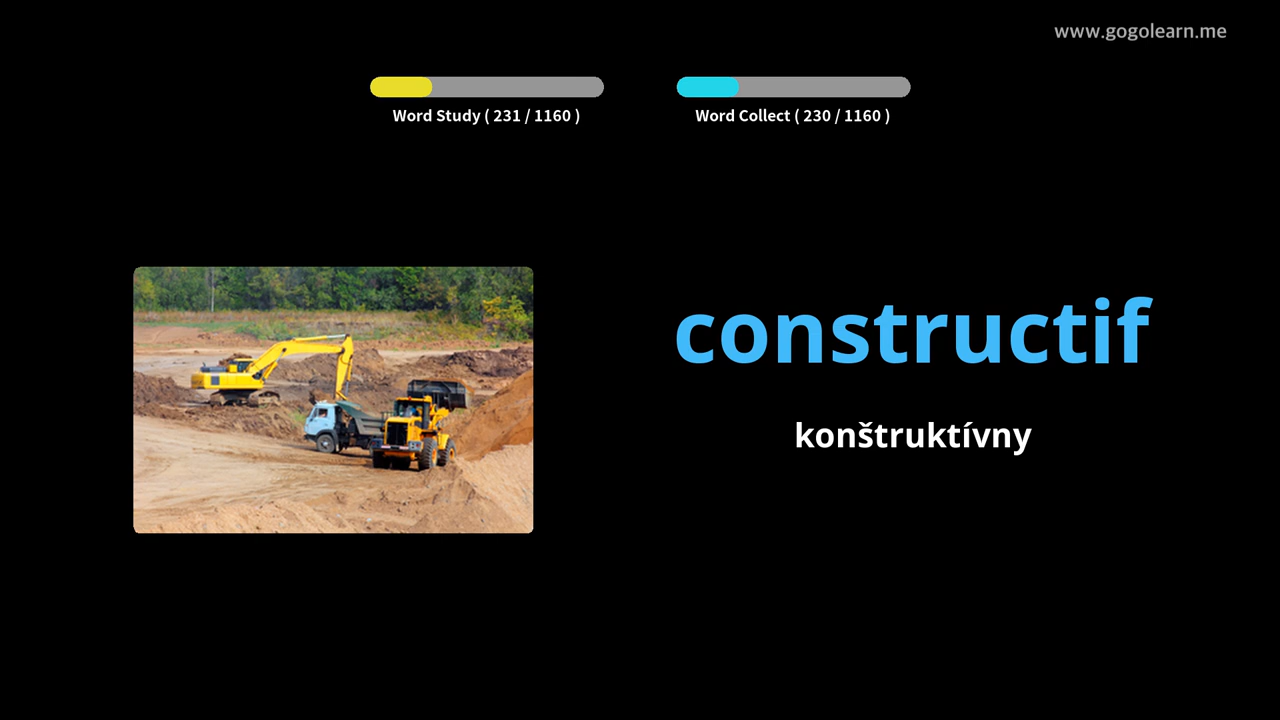 www.gogolearn.me
Word Study ( 231 / 1160 )
Word Collect ( 230 / 1160 )
constructif
konštruktívny